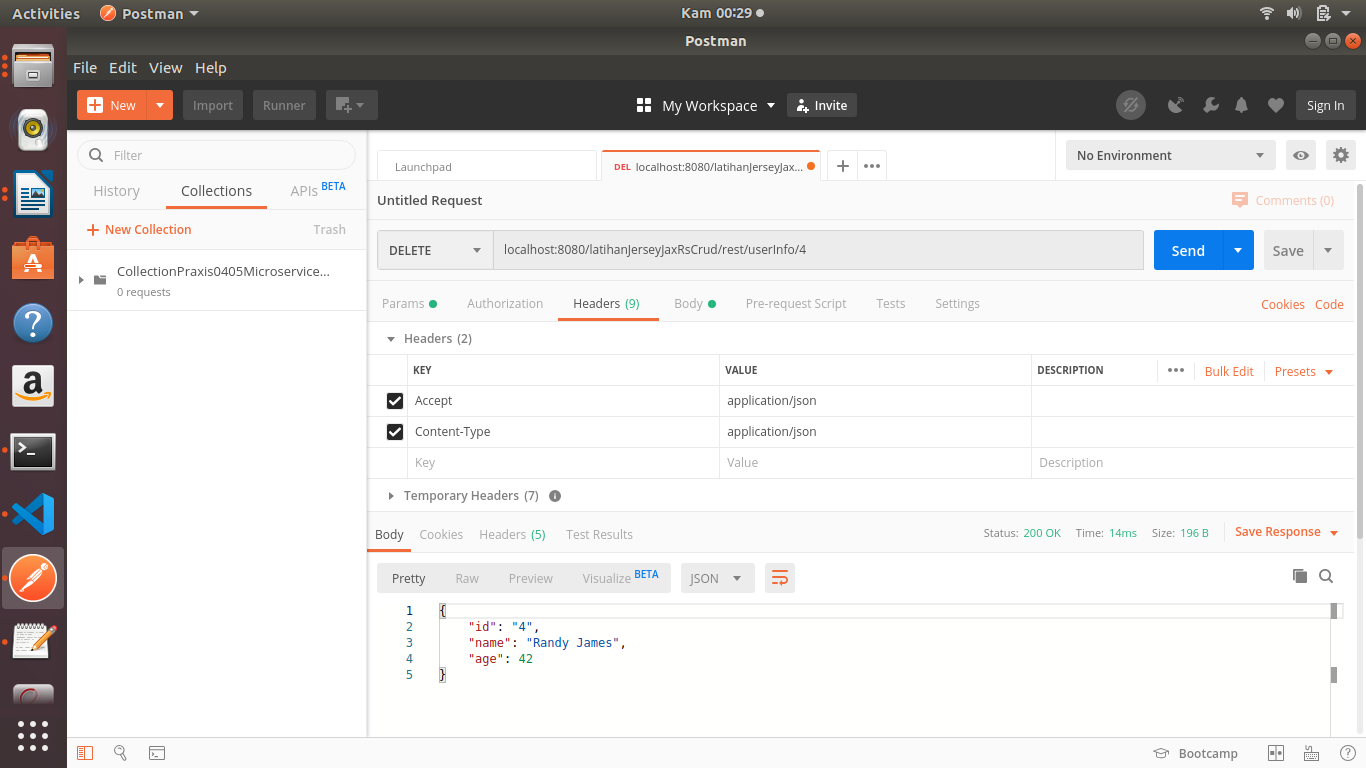 Activities Postman Kam 00:29
Postman
File Edit View Help
New Import Runner My Workspace Invite Sign In
Filter
History Collections APIs BETA
New Collection Trash
CollectionPraxis0405Microservice...
0 requests
Launchpad DEL localhost:8080/latihanJerseyJax... No Environment
Untitled Request Comments (0)
DELETE localhost:8080/latihanJerseyJaxRsCrud/rest/userInfo/4 Send Save
Params Authorization Headers (9) Body Pre-request Script Tests Settings Cookies Code
Headers (2)
KEY VALUE DESCRIPTION Bulk Edit Presets
Accept application/json
Content-Type application/json
Key Value Description
Temporary Headers (7)
Body Cookies Headers (5) Test Results Status: 200 OK Time: 14ms Size: 196 B Save Response
Pretty Raw Preview Visualize BETA JSON
1 {
2 "id": "4",
3 "name": "Randy James",
4 "age": 42
5 }
Bootcamp